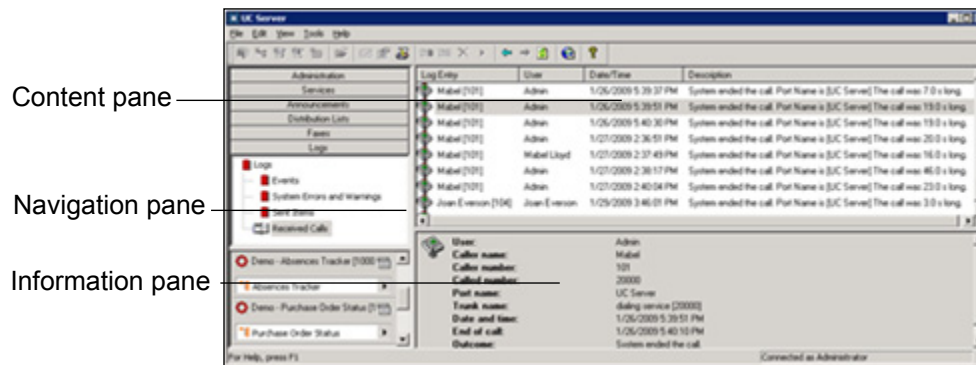 UC Server
File Edit View Tools Help
Content pane
Navigation pane
Information pane
Administration
Services
Announcements
Distribution Lists
Faxes
Logs
Logs
Events
System Errors and Warnings
Sent Items
Received Calls
Demo - Absences Tracker [1000
Absences Tracker
Demo - Purchase Order Status [1
Purchase Order Status
Log Entry User Date/Time Description
Mabel [101] Admin 1/26/2009 5:39:37 PM System ended the call. Port Name is [UC Server] The call was 7.0 s long.
Mabel [101] Admin 1/26/2009 5:39:51 PM System ended the call. Port Name is [UC Server] The call was 19.0 s long.
Mabel [101] Admin 1/26/2009 5:40:30 PM System ended the call. Port Name is [UC Server] The call was 19.0 s long.
Mabel [101] Admin 1/27/2009 2:36:51 PM System ended the call. Port Name is [UC Server] The call was 20.0 s long.
Mabel [101] Mabel Lloyd 1/27/2009 2:37:49 PM System ended the call. Port Name is [UC Server] The call was 16.0 s long.
Mabel [101] Admin 1/27/2009 2:38:17 PM System ended the call. Port Name is [UC Server] The call was 46.0 s long.
Mabel [101] Admin 1/27/2009 2:40:04 PM System ended the call. Port Name is [UC Server] The call was 23.0 s long.
Joan Everson [104] Joan Everson 1/29/2009 3:46:01 PM System ended the call. Port Name is [UC Server] The call was 3.0 s long.
User: Admin
Caller name: Mabel
Caller number: 101
Called number: 20000
Port name: UC Server
Trunk name: dialing service [20000]
Date and time: 1/26/2009 5:39:51 PM
End of call: 1/26/2009 5:40:10 PM
Outcome: System ended the call.
For Help, press F1
Connected as Administrator